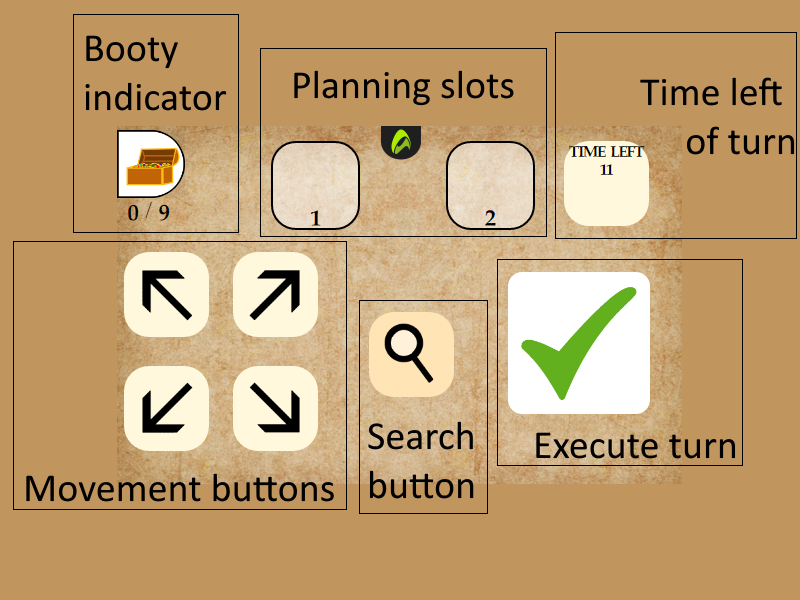 Booty
indicator
0 / 9
Planning slots
1
2
Time left
of turn
TIME LEFT
11
Movement buttons
Search
button
Execute turn